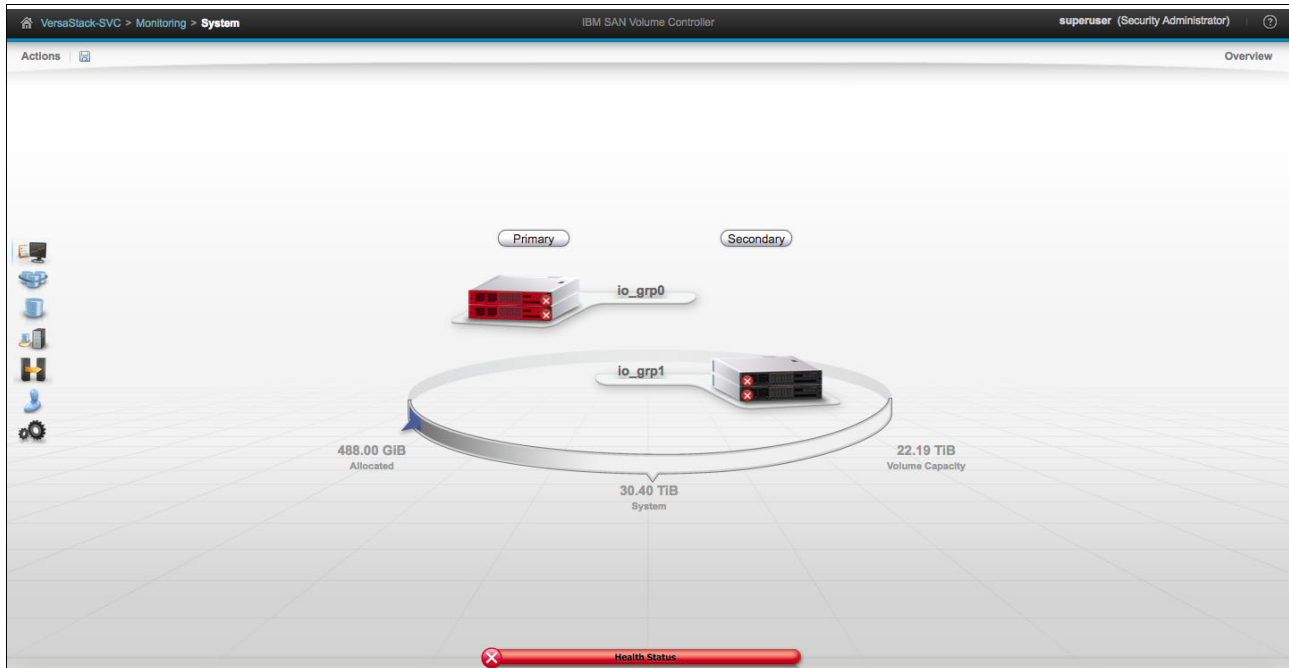 VersaStack-SVC > Monitoring > System
IBM SAN Volume Controller
superuser (Security Administrator)
?
Actions
Overview
Primary
Secondary
io_grp0
io_grp1
488.00 GiB
Allocated
22.19 TiB
Volume Capacity
30.40 TiB
System
Health Status